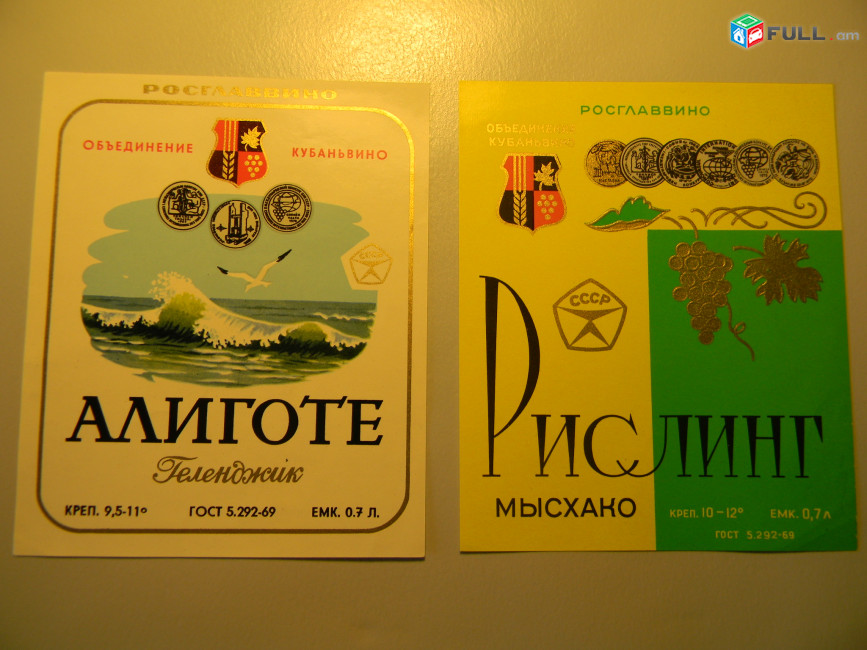 FULL.am
РОСГЛАВВИНО
ОБЪЕДИНЕНИЕ КУБАНЬВИНО
СССР
АЛИГОТЕ
Геленджик
КРЕП. 9,5-11° ГОСТ 5.292-69 ЕМК. 0.7 Л.
РОСГЛАВВИНО
ОБЪЕДИНЕНИЕ
КУБАНЬВИНО
СССР
РИСЛИНГ
МЫСХАКО
КРЕП. 10-12° ЕМК. 0,7 Л
ГОСТ 5.292-69